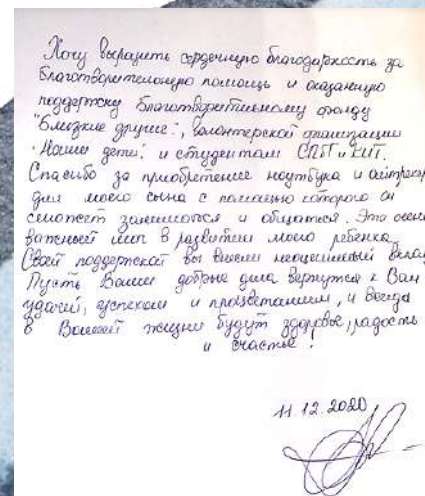 Хочу выразить сердечную благодарность за
благотворительную помощь и оказанную
поддержку Благотворительному фонду
"Близкие другие", волонтерской организации
"Наши дети" и студентам СПб и
Спасибо за приобретение ноутбука и айтрекера
для моего сына с помощью которого он
сможет заниматься и общаться. Это очень
важный шаг в развитии моего ребенка.
Своей поддержкой вы внесли неоценимый вклад
Пусть Ваши добрые дела вернутся к Вам
удачей, успехом и процветанием, и всегда
в Вашей жизни будут здоровье, радость
и счастье!
11.12.2020